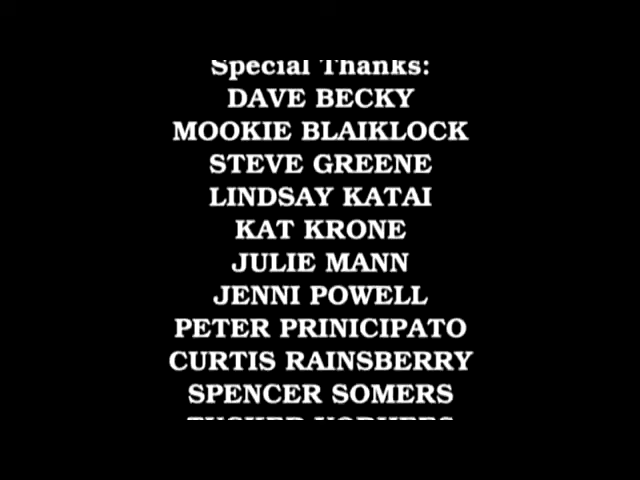 Special Thanks:
DAVE BECKY
MOOKIE BLAIKLOCK
STEVE GREENE
LINDSAY KATAI
KAT KRONE
JULIE MANN
JENNI POWELL
PETER PRINICIPATO
CURTIS RAINSBERRY
SPENCER SOMERS